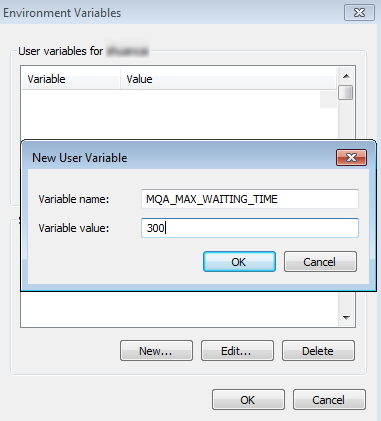 Environment Variables
User variables for
Variable Value
New User Variable
Variable name: MQA_MAX_WAITING_TIME
Variable value: 300
OK Cancel
New... Edit... Delete
OK Cancel